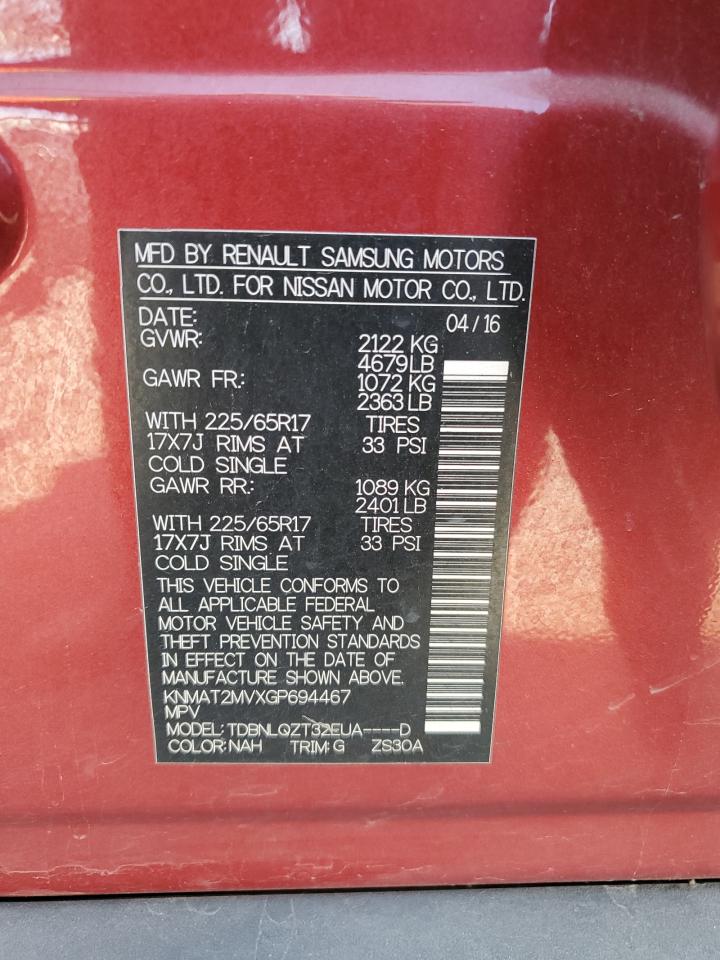 MFD BY RENAULT SAMSUNG MOTORS
CO., LTD. FOR NISSAN MOTOR CO., LTD.
DATE: 04/16
GVWR: 2122 KG
4679LB
GAWR FR.: 1072 KG
2363LB
WITH 225/65R17 TIRES
17X7J RIMS AT 33 PSI
COLD SINGLE
GAWR RR.: 1089 KG
2401LB
WITH 225/65R17 TIRES
17X7J RIMS AT 33 PSI
COLD SINGLE
THIS VEHICLE CONFORMS TO
ALL APPLICABLE FEDERAL
MOTOR VEHICLE SAFETY AND
THEFT PREVENTION STANDARDS
IN EFFECT ON THE DATE OF
MANUFACTURE SHOWN ABOVE.
KNMAT2MVXGP694467
MPV
MODEL: TDBNLQZT32EUA----D
COLOR: NAH TRIM: G ZS30A